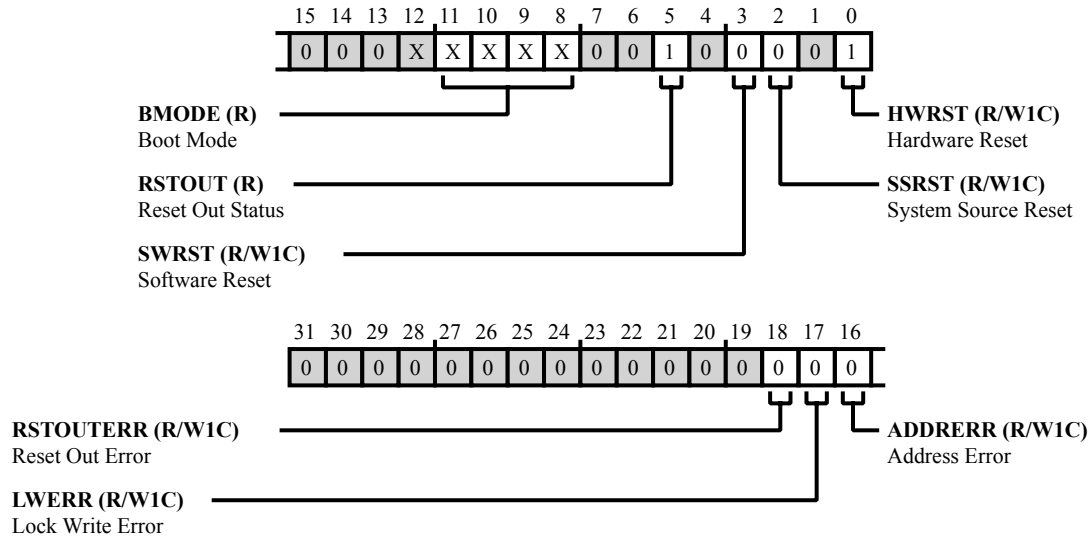 15 14 13 12 11 10 9 8 7 6 5 4 3 2 1 0
0 0 0 X X X X X 0 0 1 0 0 0 0 1
BMODE (R)
Boot Mode
HWRST (R/W1C)
Hardware Reset
RSTOUT (R)
Reset Out Status
SSRST (R/W1C)
System Source Reset
SWRST (R/W1C)
Software Reset
31 30 29 28 27 26 25 24 23 22 21 20 19 18 17 16
0 0 0 0 0 0 0 0 0 0 0 0 0 0 0 0
RSTOUTERR (R/W1C)
Reset Out Error
ADDRERR (R/W1C)
Address Error
LWERR (R/W1C)
Lock Write Error